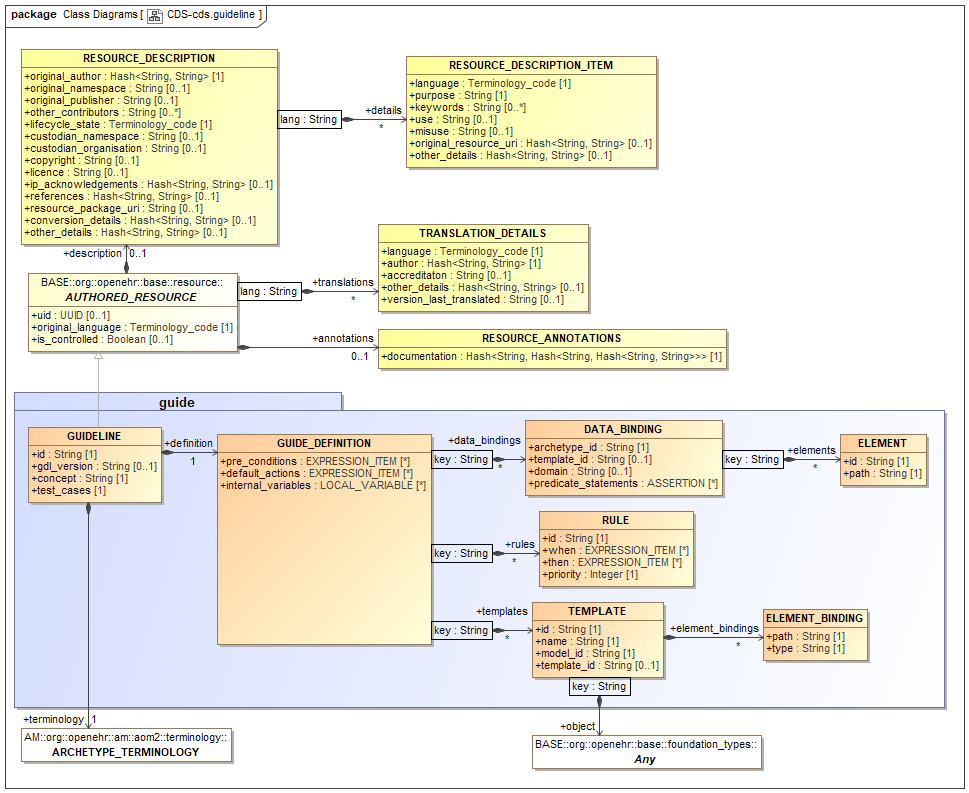 package Class Diagrams [ CDS-cds.guideline ]
RESOURCE_DESCRIPTION
+original_author : Hash<String, String> [1]
+original_namespace : String [0..1]
+original_publisher : String [0..1]
+other_contributors : String [0..*]
+lifecycle_state : Terminology_code [1]
+custodian_namespace : String [0..1]
+custodian_organisation : String [0..1]
+copyright : String [0..1]
+licence : String [0..1]
+ip_acknowledgements : Hash<String, String> [0..1]
+references : Hash<String, String> [0..1]
+resource_package_uri : String [0..1]
+conversion_details : Hash<String, String> [0..1]
+other_details : Hash<String, String> [0..1]
lang : String
+details
*
RESOURCE_DESCRIPTION_ITEM
+language : Terminology_code [1]
+purpose : String [1]
+keywords : String [0..*]
+use : String [0..1]
+misuse : String [0..1]
+original_resource_uri : Hash<String, String> [0..1]
+other_details : Hash<String, String> [0..1]
+description 0..1
BASE::org::openehr::base::resource::
AUTHORED_RESOURCE
+uid : UUID [0..1]
+original_language : Terminology_code [1]
+is_controlled : Boolean [0..1]
lang : String
+translations
*
TRANSLATION_DETAILS
+language : Terminology_code [1]
+author : Hash<String, String> [1]
+accreditaton : String [0..1]
+other_details : Hash<String, String> [0..1]
+version_last_translated : String [0..1]
+annotations
0..1
RESOURCE_ANNOTATIONS
+documentation : Hash<String, Hash<String, Hash<String, String>>> [1]
guide
GUIDELINE
+id : String [1]
+gdl_version : String [0..1]
+concept : String [1]
+test_cases [1]
+definition
1
GUIDE_DEFINITION
+pre_conditions : EXPRESSION_ITEM [*]
+default_actions : EXPRESSION_ITEM [*]
+internal_variables : LOCAL_VARIABLE [*]
key : String
+data_bindings
*
DATA_BINDING
+archetype_id : String [1]
+template_id : String [0..1]
+domain : String [0..1]
+predicate_statements : ASSERTION [*]
key : String
+elements
*
ELEMENT
+id : String [1]
+path : String [1]
key : String
+rules
*
RULE
+id : String [1]
+when : EXPRESSION_ITEM [*]
+then : EXPRESSION_ITEM [*]
+priority : Integer [1]
key : String
+templates
*
TEMPLATE
+id : String [1]
+name : String [1]
+model_id : String [1]
+template_id : String [0..1]
+element_bindings
*
ELEMENT_BINDING
+path : String [1]
+type : String [1]
key : String
+terminology 1
AM::org::openehr::am::aom2::terminology::
ARCHETYPE_TERMINOLOGY
+object
BASE::org::openehr::base::foundation_types::
Any